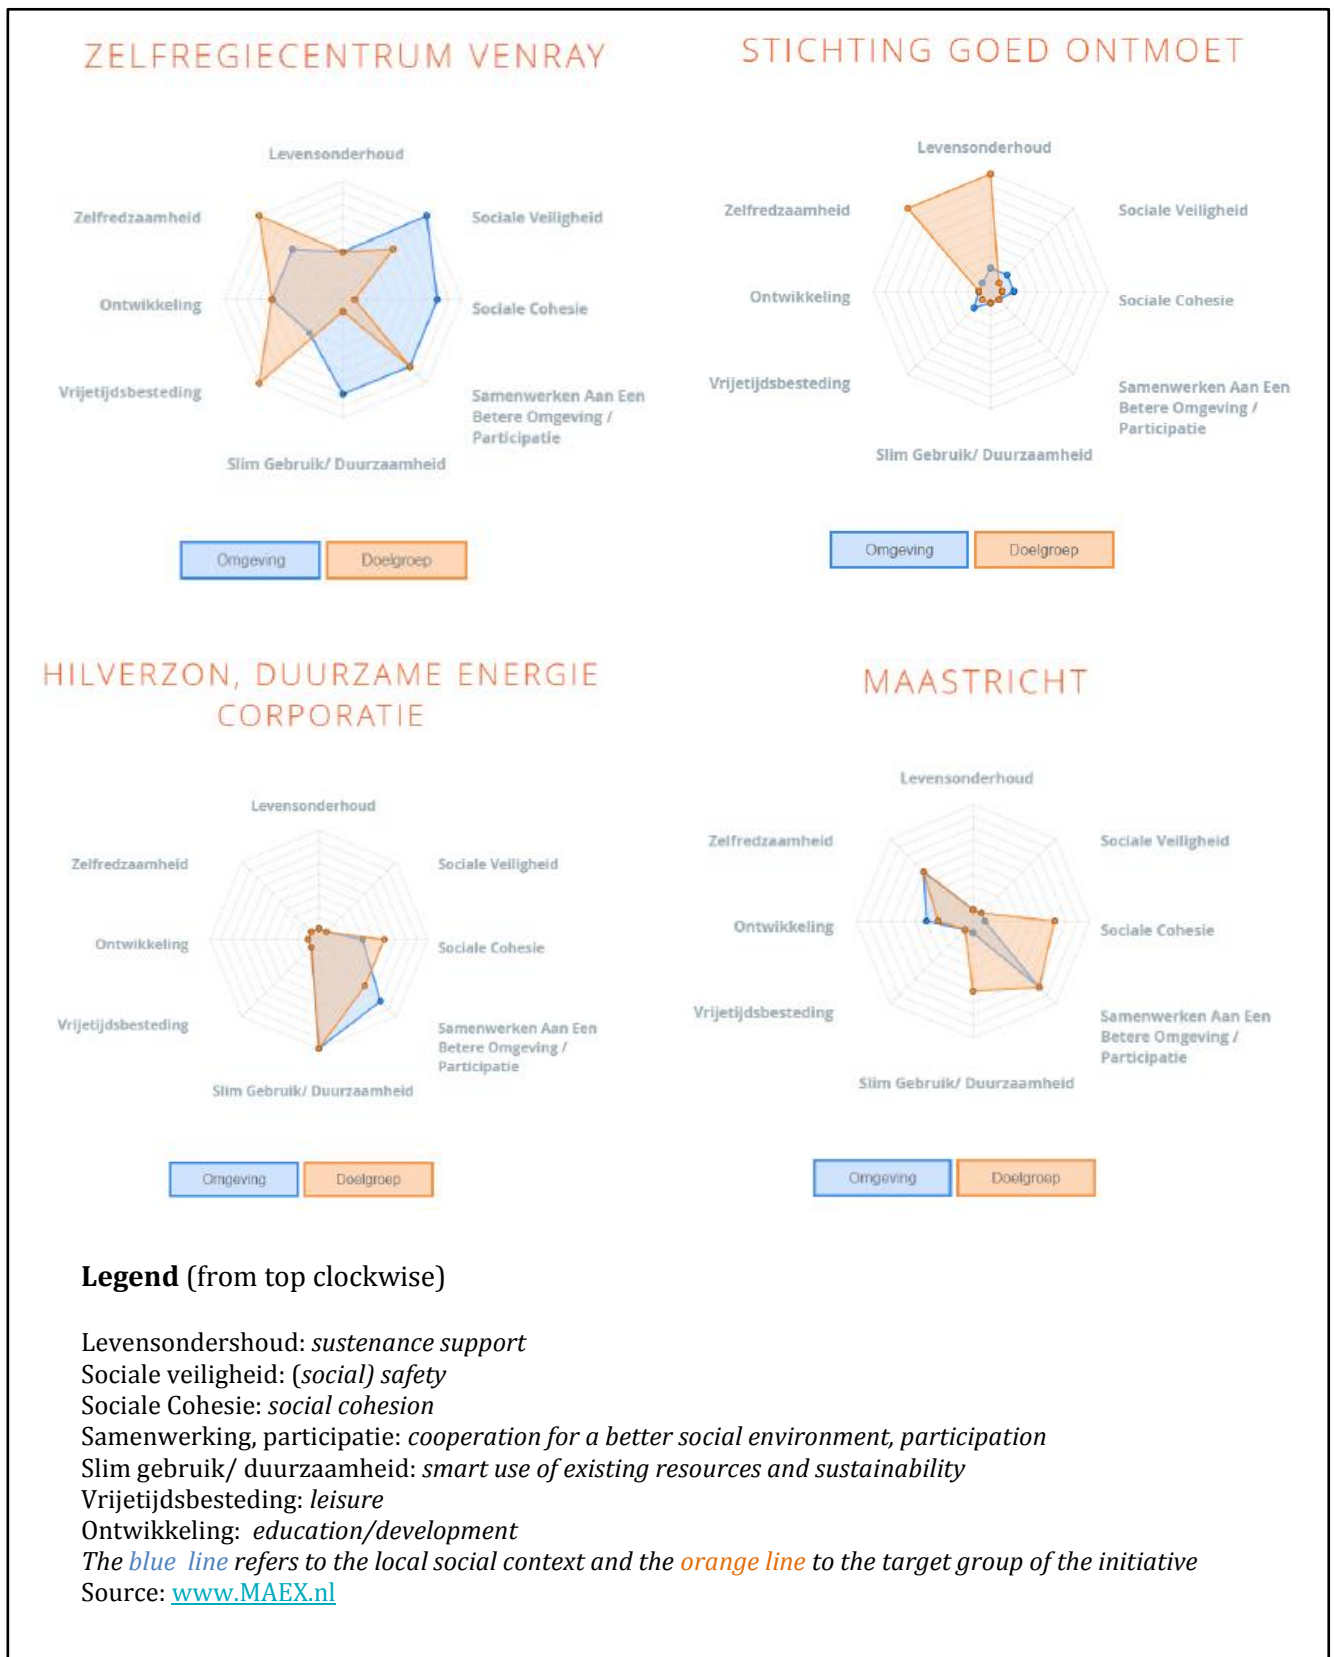 ZELFREGIECENTRUM VENRAY
Levensonderhoud
Zelfredzaamheid
Sociale Veiligheid
Ontwikkeling
Sociale Cohesie
Vrijetijdsbesteding
Samenwerken Aan Een
Betere Omgeving /
Participatie
Slim Gebruik/ Duurzaamheid
Omgeving
Doelgroep
STICHTING GOED ONTMOET
Levensonderhoud
Zelfredzaamheid
Sociale Veiligheid
Ontwikkeling
Sociale Cohesie
Vrijetijdsbesteding
Samenwerken Aan Een
Betere Omgeving /
Participatie
Slim Gebruik/ Duurzaamheid
Omgeving
Doelgroep
HILVERZON, DUURZAME ENERGIE
CORPORATIE
Levensonderhoud
Zelfredzaamheid
Sociale Veiligheid
Ontwikkeling
Sociale Cohesie
Vrijetijdsbesteding
Samenwerken Aan Een
Betere Omgeving /
Participatie
Slim Gebruik/ Duurzaamheid
Omgeving
Doelgroep
MAASTRICHT
Levensonderhoud
Zelfredzaamheid
Sociale Veiligheid
Ontwikkeling
Sociale Cohesie
Vrijetijdsbesteding
Samenwerken Aan Een
Betere Omgeving /
Participatie
Slim Gebruik/ Duurzaamheid
Omgeving
Doelgroep
Legend (from top clockwise)
Levensondershoud: sustenance support
Sociale veiligheid: (social) safety
Sociale Cohesie: social cohesion
Samenwerking, participatie: cooperation for a better social environment, participation
Slim gebruik/ duurzaamheid: smart use of existing resources and sustainability
Vrijetijdsbesteding: leisure
Ontwikkeling: education/development
The blue line refers to the local social context and the orange line to the target group of the initiative
Source: www.MAEX.nl